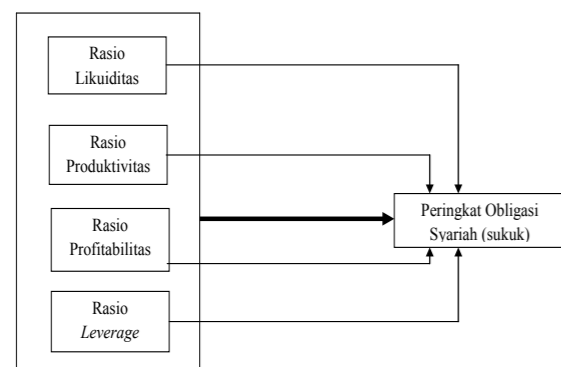 Rasio
Likuiditas
Rasio
Produktivitas
Rasio
Profitabilitas
Rasio
Leverage
Peringkat Obligasi
Syariah (sukuk)